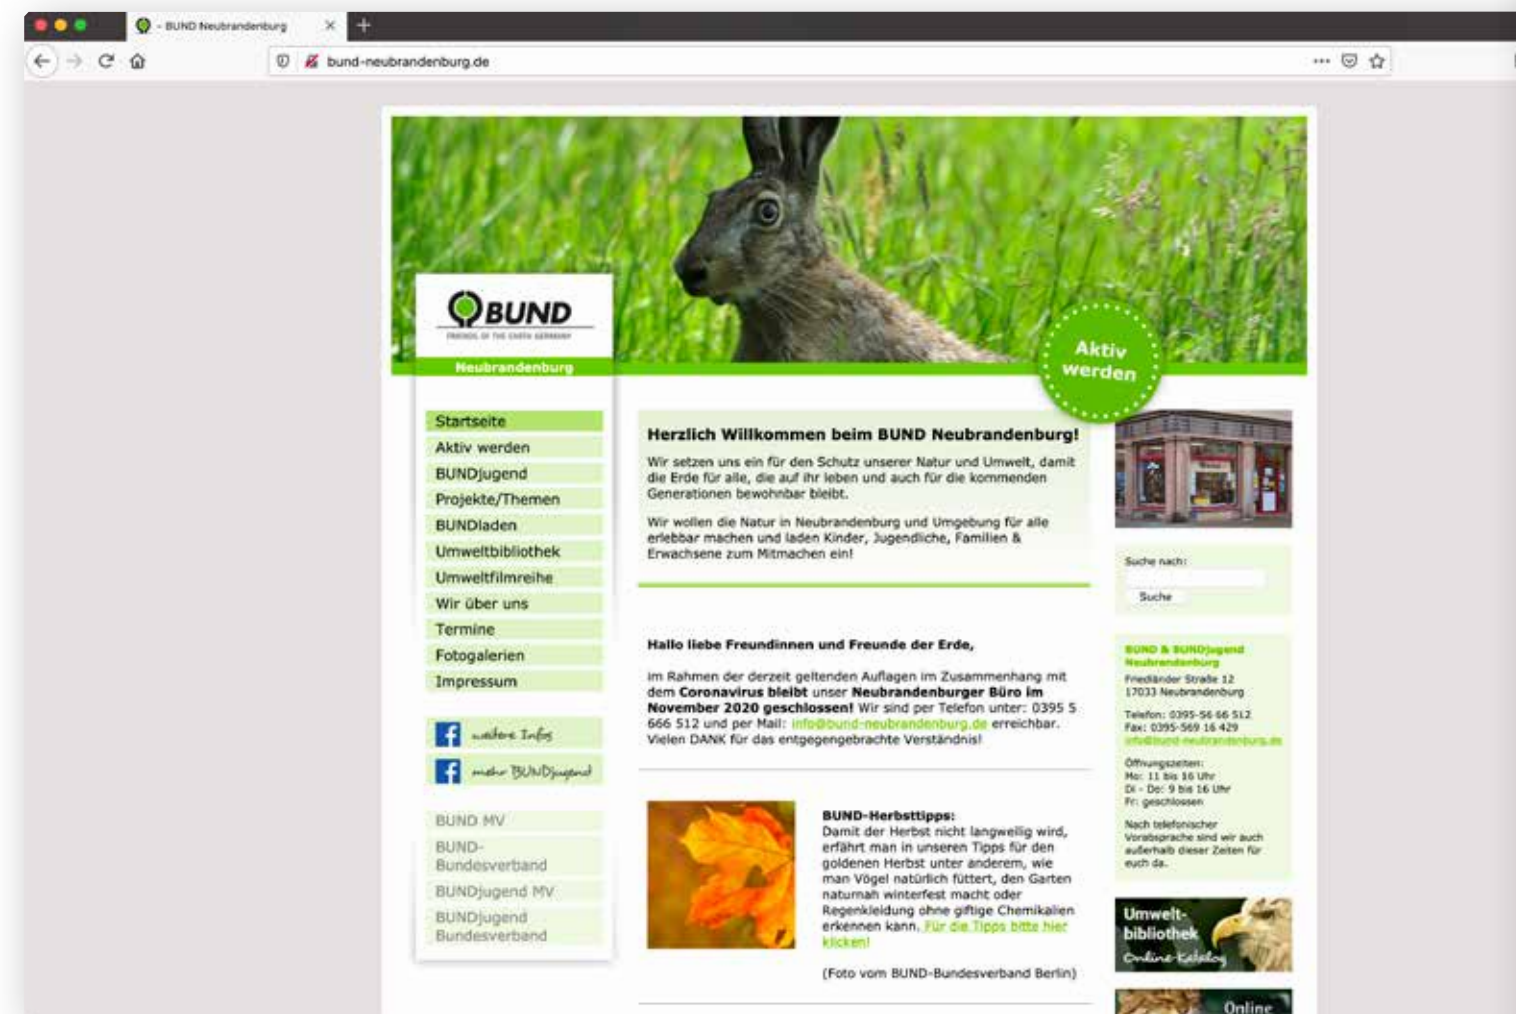 - BUND Neubrandenburg
bund-neubrandenburg.de
BUND
FRIENDS OF THE EARTH GERMANY
Neubrandenburg
Aktiv
werden
Startseite
Aktiv werden
BUNDjugend
Projekte/Themen
BUNDladen
Umweltbibliothek
Umweltfilmreihe
Wir über uns
Termine
Fotogalerien
Impressum
weitere Infos
mehr BUNDjugend
BUND MV
BUND-
Bundesverband
BUNDjugend MV
BUNDjugend
Bundesverband
Herzlich Willkommen beim BUND Neubrandenburg!
Wir setzen uns ein für den Schutz unserer Natur und Umwelt, damit
die Erde für alle, die auf ihr leben und auch für die kommenden
Generationen bewohnbar bleibt.
Wir wollen die Natur in Neubrandenburg und Umgebung für alle
erlebbar machen und laden Kinder, Jugendliche, Familien &
Erwachsene zum Mitmachen ein!
Hallo liebe Freundinnen und Freunde der Erde,
im Rahmen der derzeit geltenden Auflagen im Zusammenhang mit
dem Coronavirus bleibt unser Neubrandenburger Büro im
November 2020 geschlossen! Wir sind per Telefon unter: 0395 5
666 512 und per Mail: info@bund-neubrandenburg.de erreichbar.
Vielen DANK für das entgegengebrachte Verständnis!
BUND-Herbsttipps:
Damit der Herbst nicht langweilig wird,
erfährt man in unseren Tipps für den
goldenen Herbst unter anderem, wie
man Vögel natürlich füttert, den Garten
naturnah winterfest macht oder
Regenkleidung ohne giftige Chemikalien
erkennen kann. Für die Tipps bitte hier
klicken!
(Foto vom BUND-Bundesverband Berlin)
Suche nach:
Suche
BUND & BUNDjugend
Neubrandenburg
Friedländer Straße 12
17033 Neubrandenburg
Telefon: 0395-56 66 512
Fax: 0395-569 16 429
info@bund-neubrandenburg.de
Öffnungszeiten:
Mo: 11 bis 16 Uhr
Di - Do: 9 bis 16 Uhr
Fr: geschlossen
Nach telefonischer
Vorabsprache sind wir auch
außerhalb dieser Zeiten für
euch da.
Umwelt-
bibliothek
Online-Katalog
Online